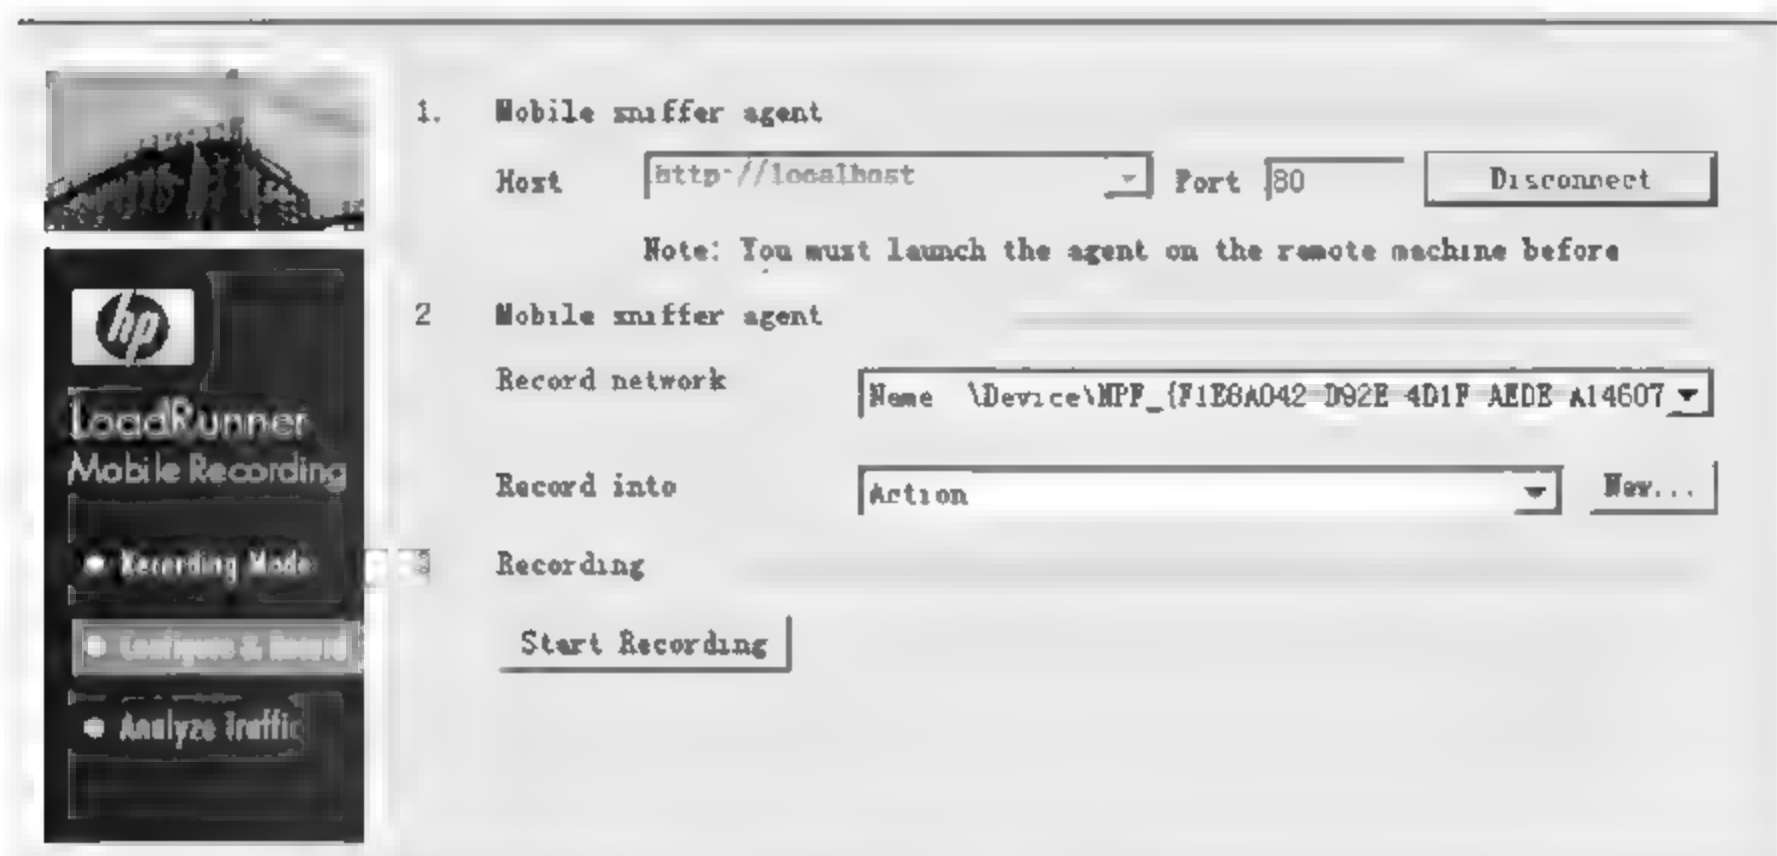 hp
LoadRunner
Mobile Recording
Recording Mode
Configure & Record
Analyze Traffic
1. Mobile sniffer agent
Host http://localhost Port 80 Disconnect
Note: You must launch the agent on the remote machine before
2 Mobile sniffer agent
Record network Name \Device\NPF_{F1E8A042-D92E-4D1F-AEDE-A14607
Record into Action New...
Recording
Start Recording